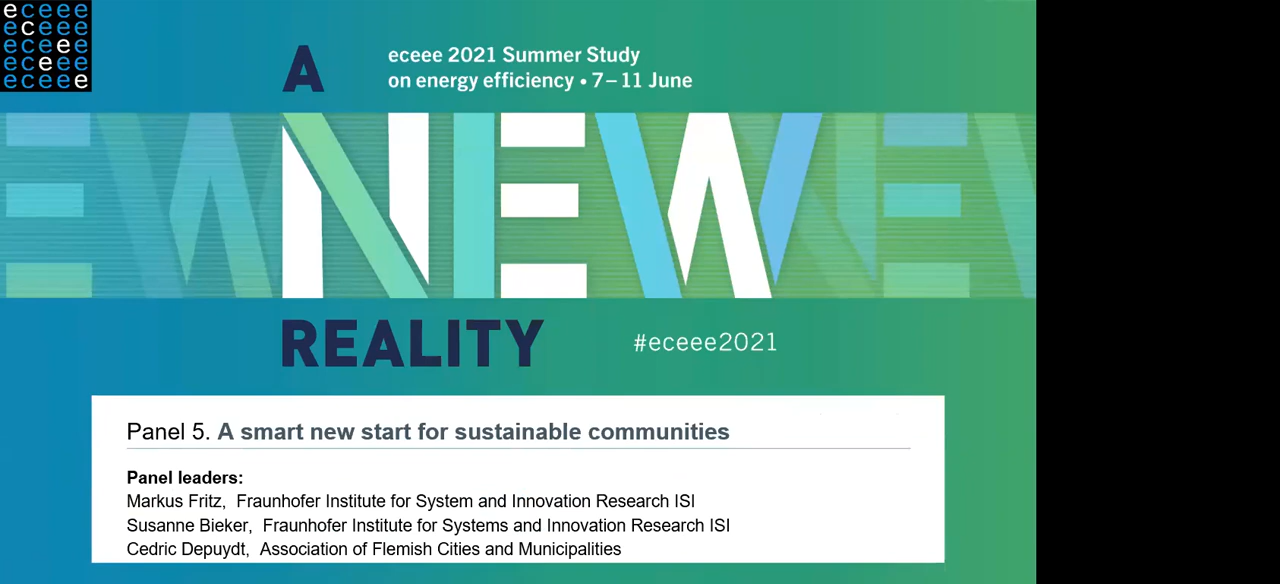 eceee
eceee
eceee
eceee
eceee
A
eceee 2021 Summer Study
on energy efficiency • 7–11 June
NEW
REALITY
#eceee2021
Panel 5. A smart new start for sustainable communities
Panel leaders:
Markus Fritz, Fraunhofer Institute for System and Innovation Research ISI
Susanne Bieker, Fraunhofer Institute for Systems and Innovation Research ISI
Cedric Depuydt, Association of Flemish Cities and Municipalities